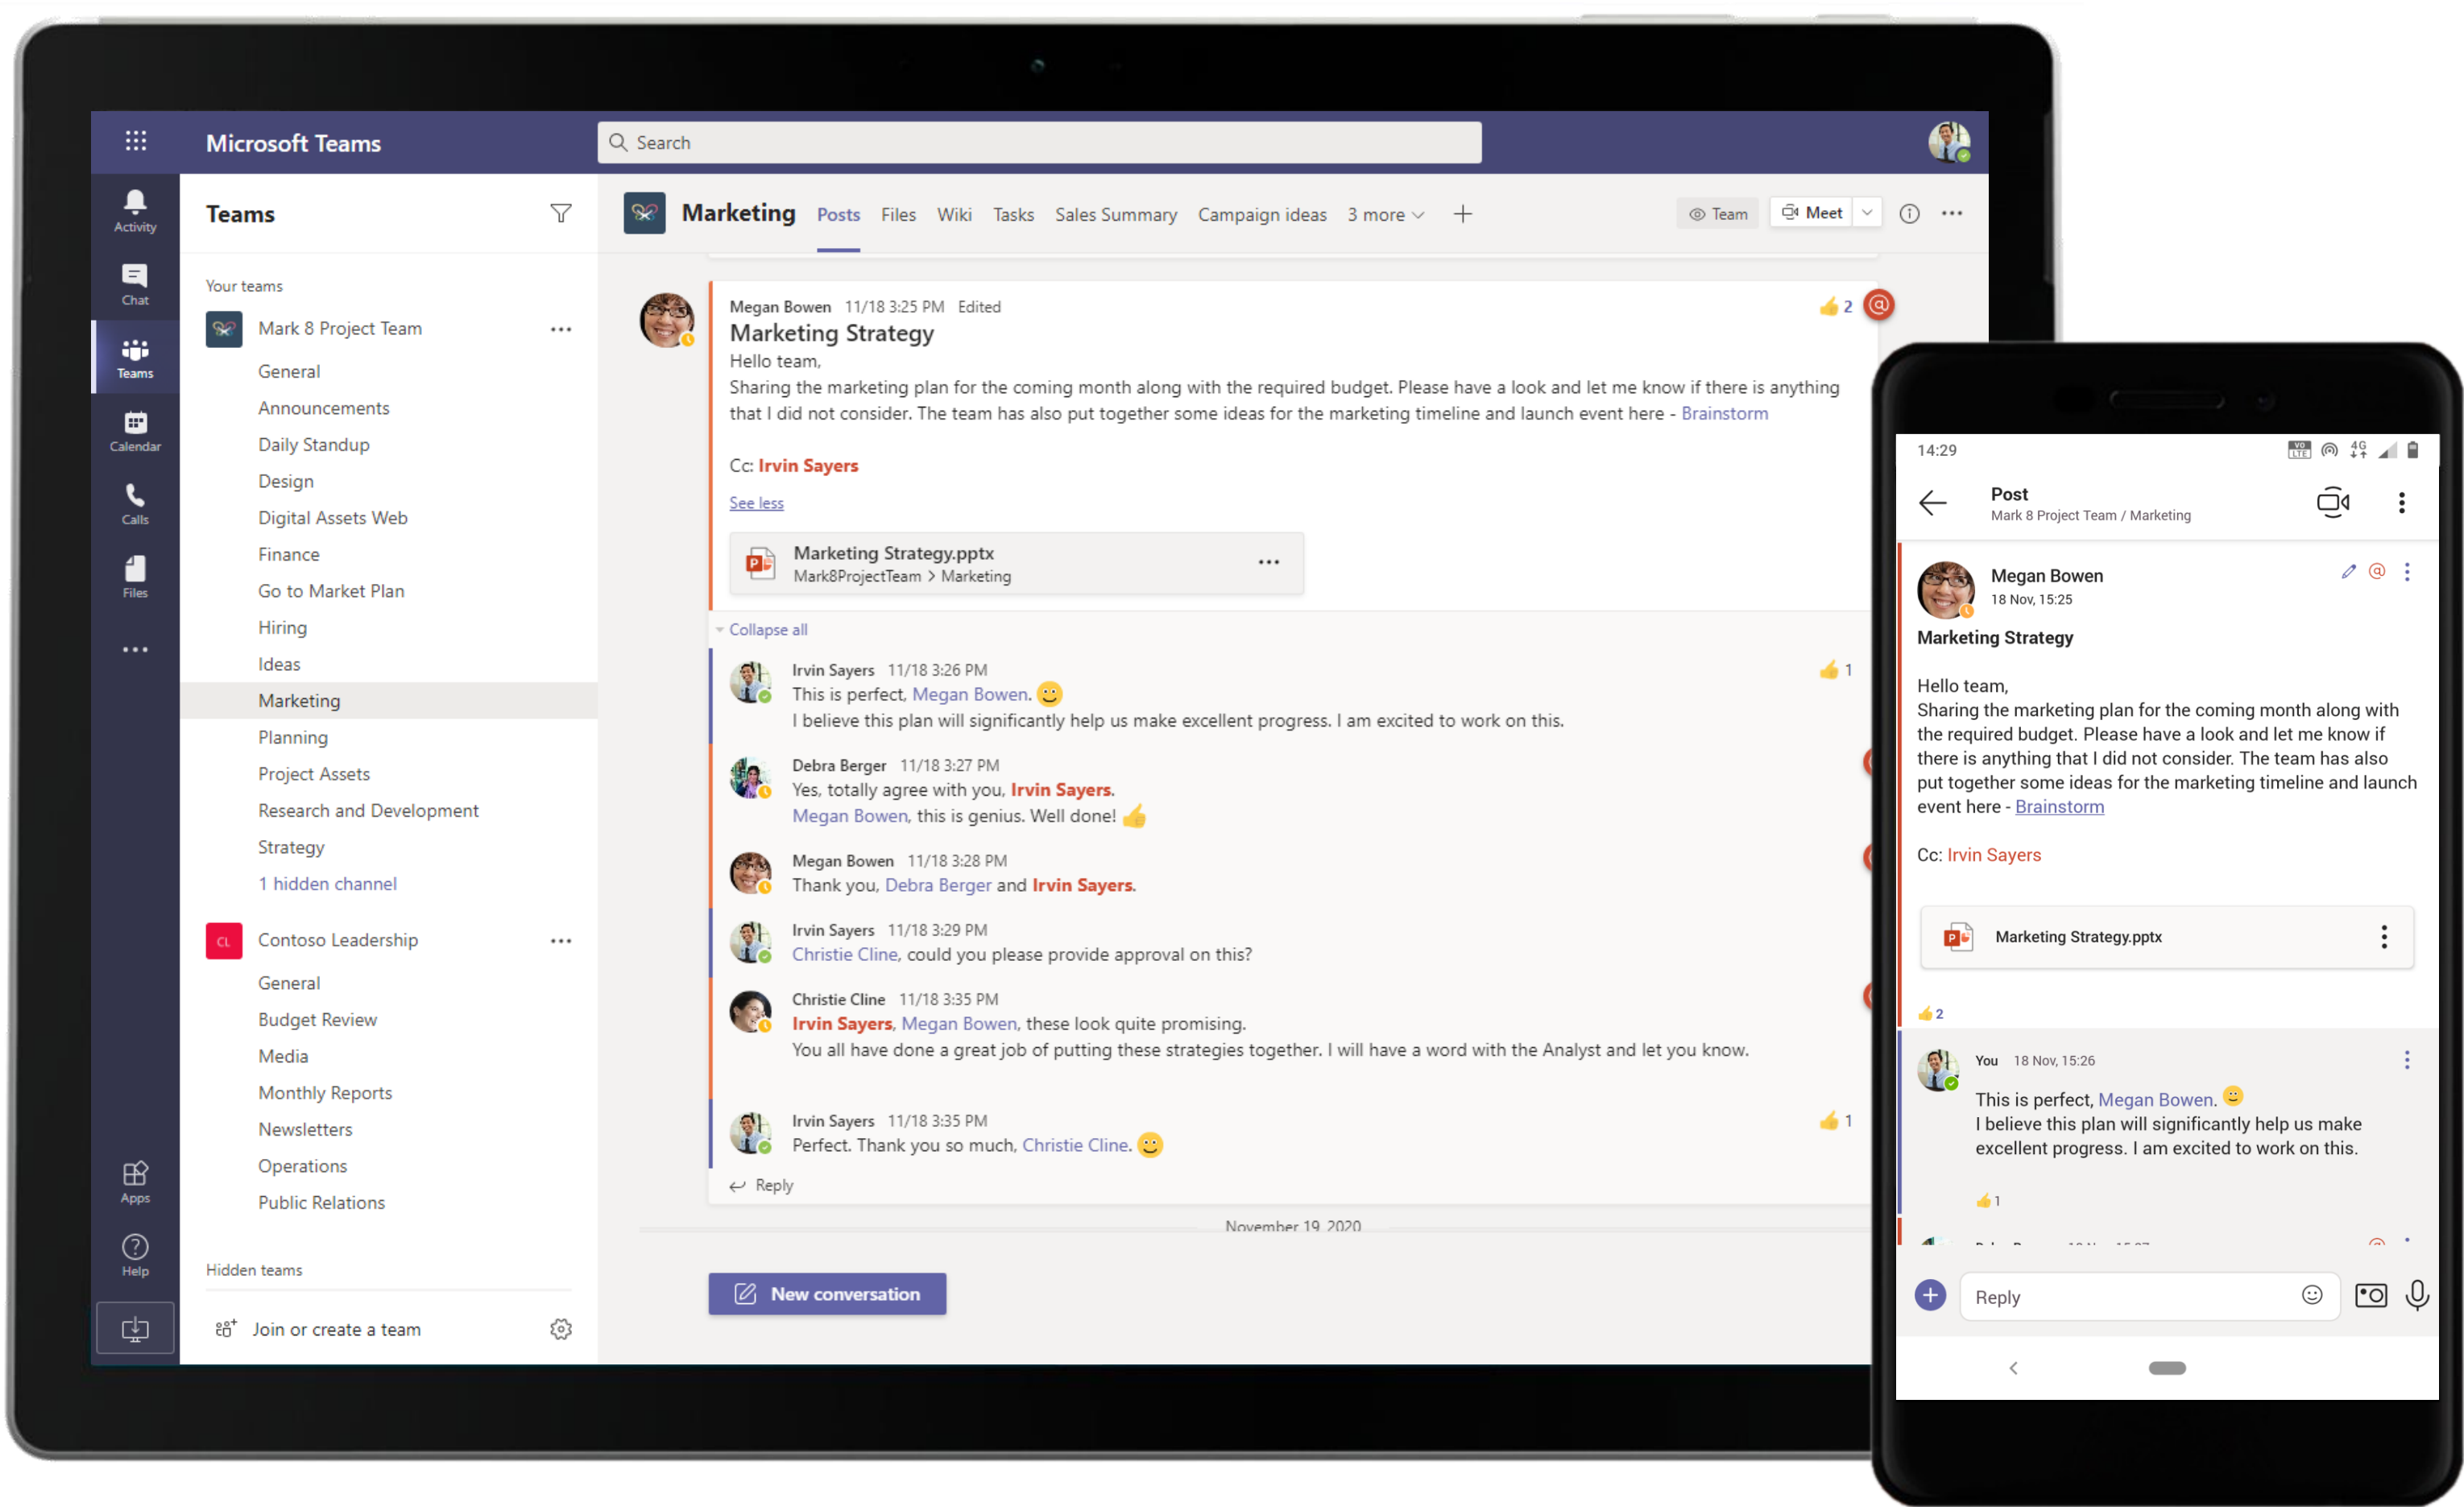 Microsoft Teams
Search
Activity
Chat
Teams
Calendar
Calls
Files
Apps
Help
Teams
Your teams
Mark 8 Project Team
General
Announcements
Daily Standup
Design
Digital Assets Web
Finance
Go to Market Plan
Hiring
Ideas
Marketing
Planning
Project Assets
Research and Development
Strategy
1 hidden channel
CL Contoso Leadership
General
Budget Review
Media
Monthly Reports
Newsletters
Operations
Public Relations
Hidden teams
Join or create a team
Marketing Posts Files Wiki Tasks Sales Summary Campaign ideas 3 more
Team Meet
Megan Bowen 11/18 3:25 PM Edited 2 @
Marketing Strategy
Hello team,
Sharing the marketing plan for the coming month along with the required budget. Please have a look and let me know if there is anything
that I did not consider. The team has also put together some ideas for the marketing timeline and launch event here - Brainstorm
Cc: Irvin Sayers
See less
P Marketing Strategy.pptx
Mark8ProjectTeam > Marketing
Collapse all
Irvin Sayers 11/18 3:26 PM 1
This is perfect, Megan Bowen. 
I believe this plan will significantly help us make excellent progress. I am excited to work on this.
Debra Berger 11/18 3:27 PM
Yes, totally agree with you, Irvin Sayers.
Megan Bowen, this is genius. Well done!
Megan Bowen 11/18 3:28 PM
Thank you, Debra Berger and Irvin Sayers.
Irvin Sayers 11/18 3:29 PM
Christie Cline, could you please provide approval on this?
Christie Cline 11/18 3:35 PM
Irvin Sayers, Megan Bowen, these look quite promising.
You all have done a great job of putting these strategies together. I will have a word with the Analyst and let you know.
Irvin Sayers 11/18 3:35 PM 1
Perfect. Thank you so much, Christie Cline.
Reply
November 19, 2020
New conversation
14:29 VO LTE 4G
Post
Mark 8 Project Team / Marketing
Megan Bowen @
18 Nov, 15:25
Marketing Strategy
Hello team,
Sharing the marketing plan for the coming month along with
the required budget. Please have a look and let me know if
there is anything that I did not consider. The team has also
put together some ideas for the marketing timeline and launch
event here - Brainstorm
Cc: Irvin Sayers
P Marketing Strategy.pptx
2
You 18 Nov, 15:26
This is perfect, Megan Bowen.
I believe this plan will significantly help us make
excellent progress. I am excited to work on this.
1
Reply